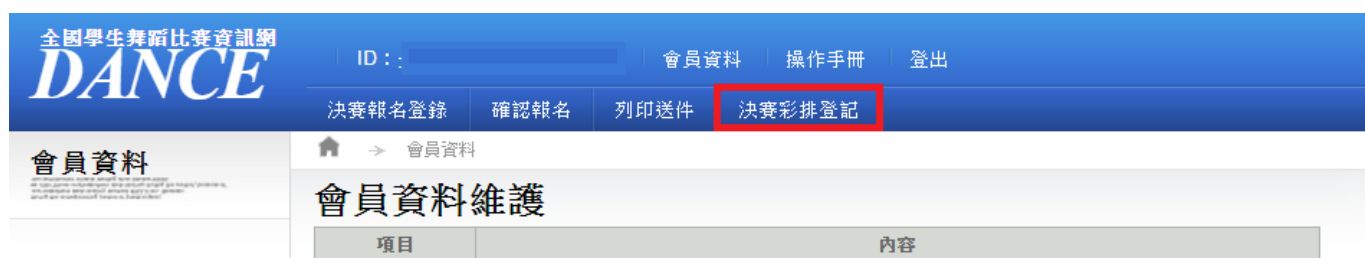 全國學生舞蹈比賽資訊網
DANCE
ID：: 會員資料 操作手冊 登出
決賽報名登錄 確認報名 列印送件 決賽彩排登記
會員資料
會員資料
會員資料維護
項目 內容